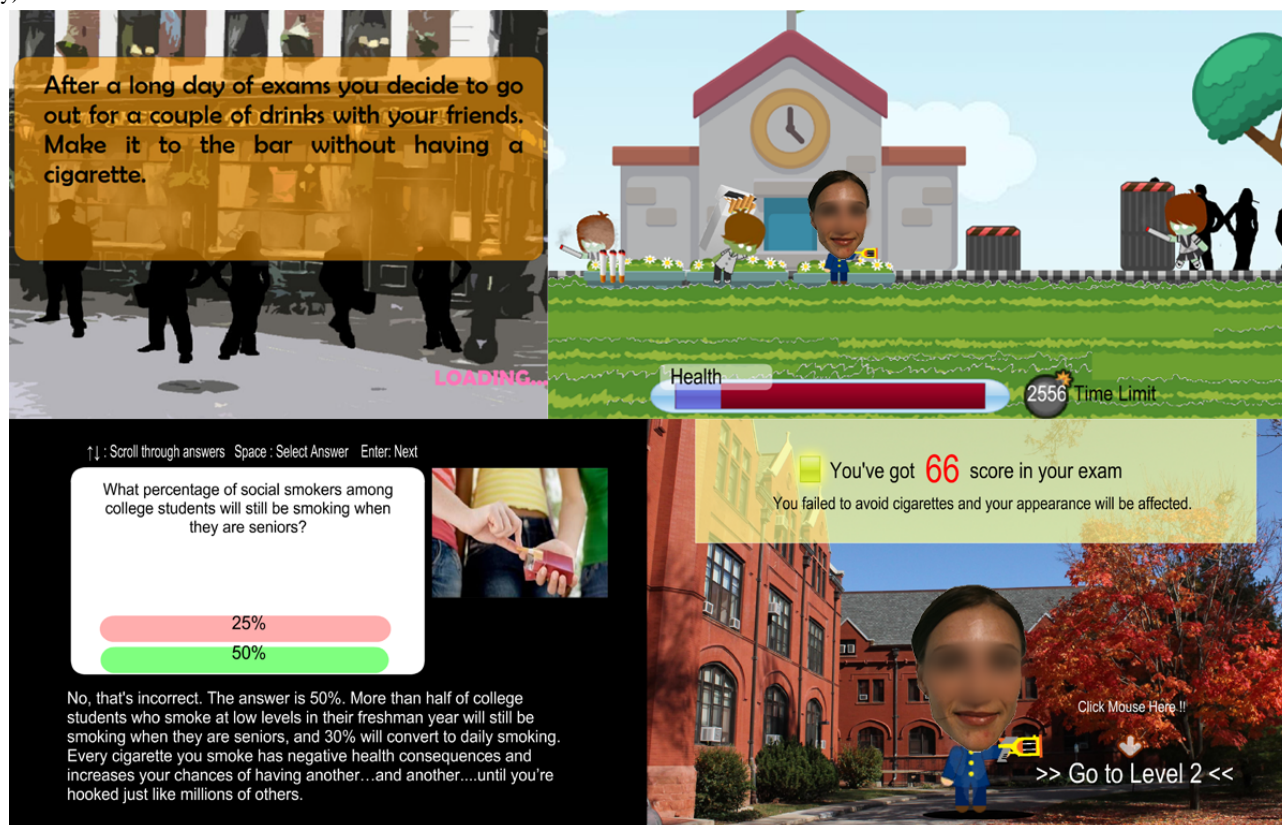 y)
After a long day of exams you decide to go
out for a couple of drinks with your friends.
Make it to the bar without having a
cigarette.
LOADING...
Health
2556 Time Limit
↑↓ : Scroll through answers Space : Select Answer Enter: Next
What percentage of social smokers among
college students will still be smoking when
they are seniors?
25%
50%
No, that's incorrect. The answer is 50%. More than half of college
students who smoke at low levels in their freshman year will still be
smoking when they are seniors, and 30% will convert to daily smoking.
Every cigarette you smoke has negative health consequences and
increases your chances of having another…and another....until you're
hooked just like millions of others.
You've got 66 score in your exam
You failed to avoid cigarettes and your appearance will be affected.
Click Mouse Here !!
>> Go to Level 2 <<